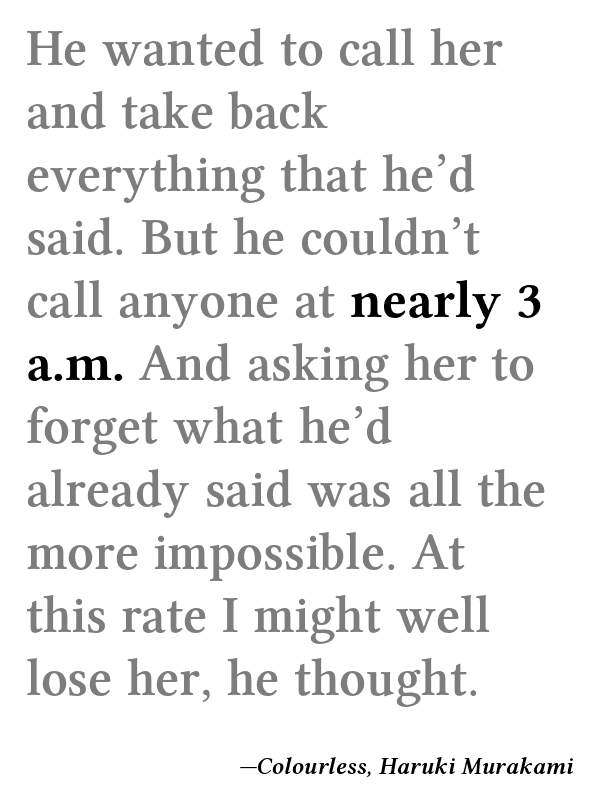 He wanted to call her
and take back
everything that he’d
said. But he couldn’t
call anyone at nearly 3
a.m. And asking her to
forget what he’d
already said was all the
more impossible. At
this rate I might well
lose her, he thought.
—Colourless, Haruki Murakami